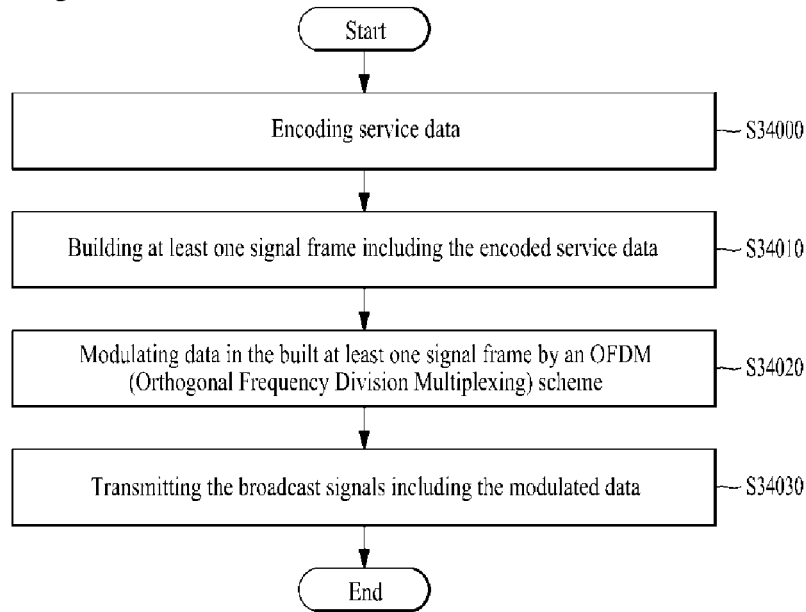 Start
Encoding service data
S34000
Building at least one signal frame including the encoded service data
S34010
Modulating data in the built at least one signal frame by an OFDM
(Orthogonal Frequency Division Multiplexing) scheme
S34020
Transmitting the broadcast signals including the modulated data
S34030
End